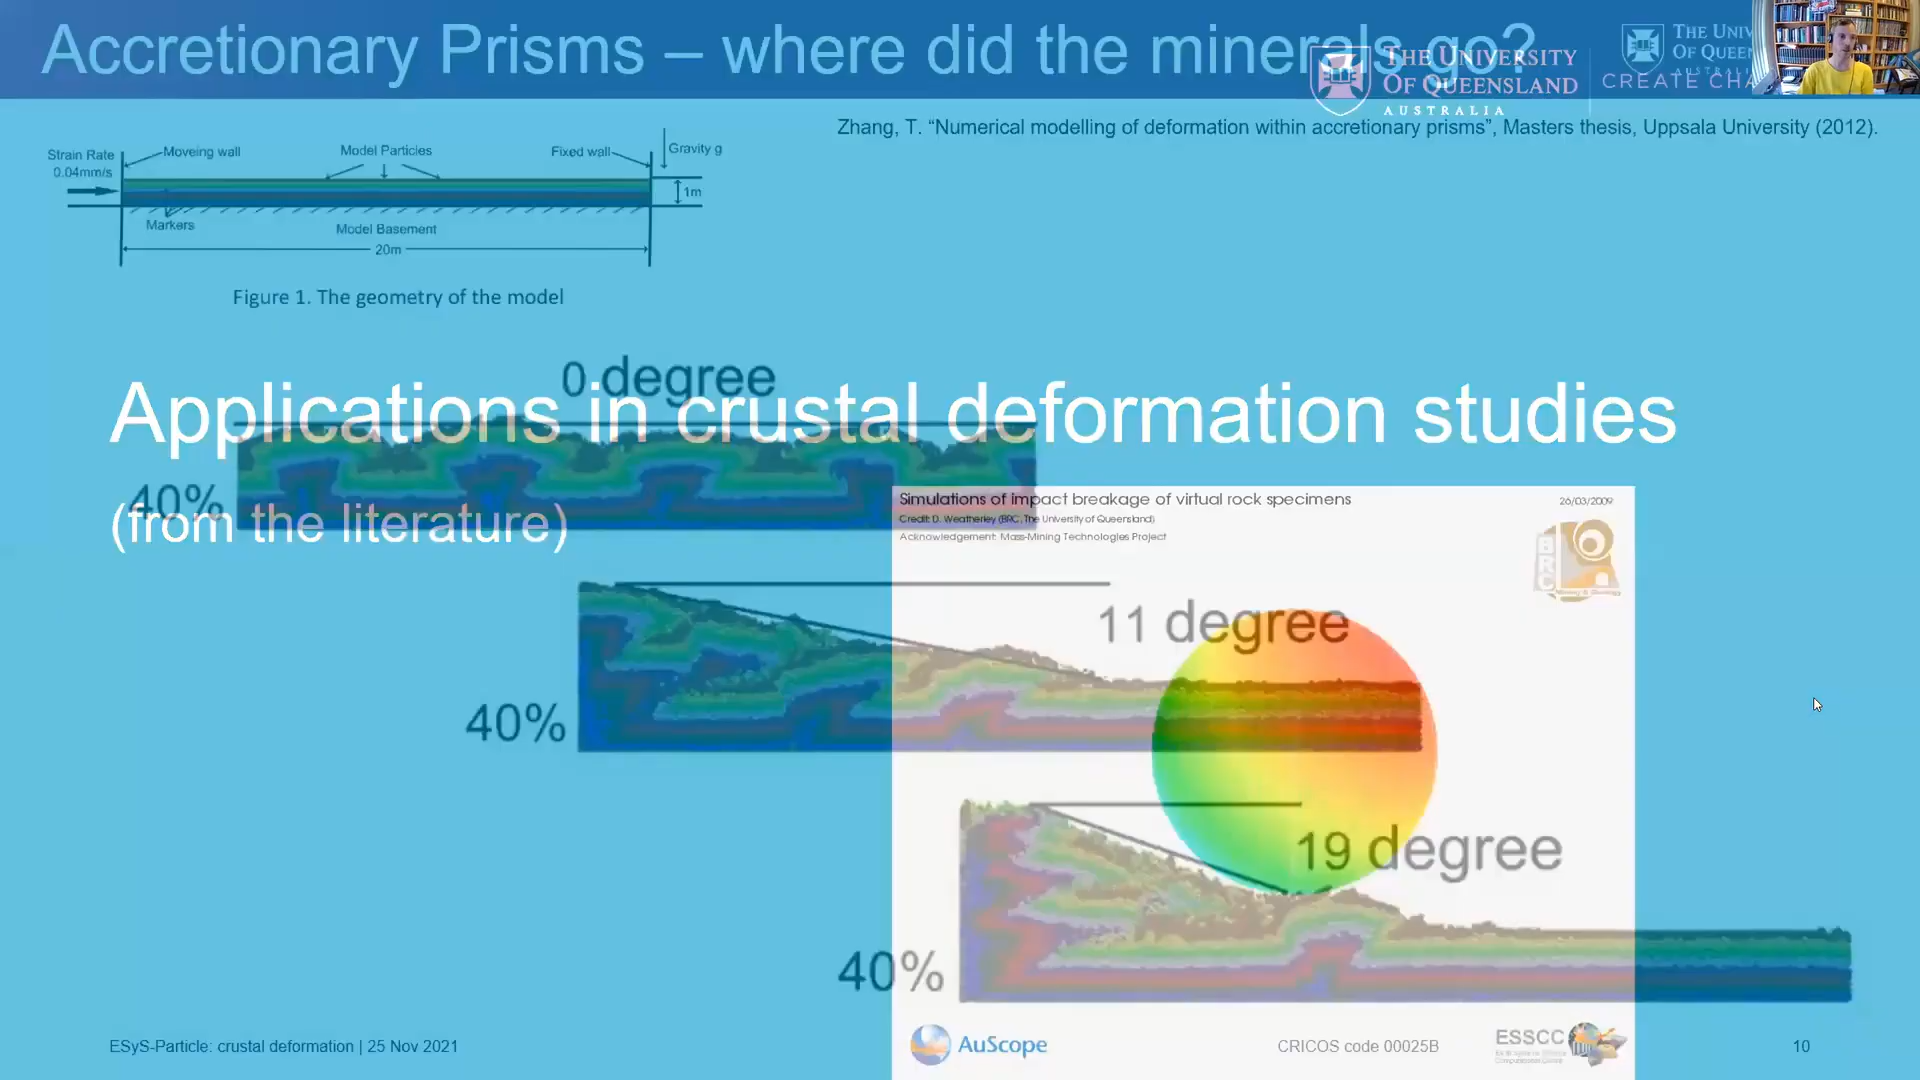 Accretionary Prisms – where did the minerals go?
THE UNIVERSITY
OF QUEENSLAND
AUSTRALIA
CREATE CHA
THE UNIV
OF QUEEN
AUSTRALI
Zhang, T. “Numerical modelling of deformation within accretionary prisms”, Masters thesis, Uppsala University (2012).
Strain Rate
0.04mm/s
Moveing wall
Model Particles
Fixed wall
Gravity g
1m
Markers
Model Basement
20m
Figure 1. The geometry of the model
0 degree
Applications in crustal deformation studies
40%
(from the literature)
Simulations of impact breakage of virtual rock specimens
26/03/2009
Credit: D. Weatherley (BRC, The University of Queensland)
Acknowledgement: Mass-Mining Technologies Project
BRC
11 degree
40%
19 degree
40%
ESyS-Particle: crustal deformation | 25 Nov 2021
AuScope
CRICOS code 00025B
ESSCC
10